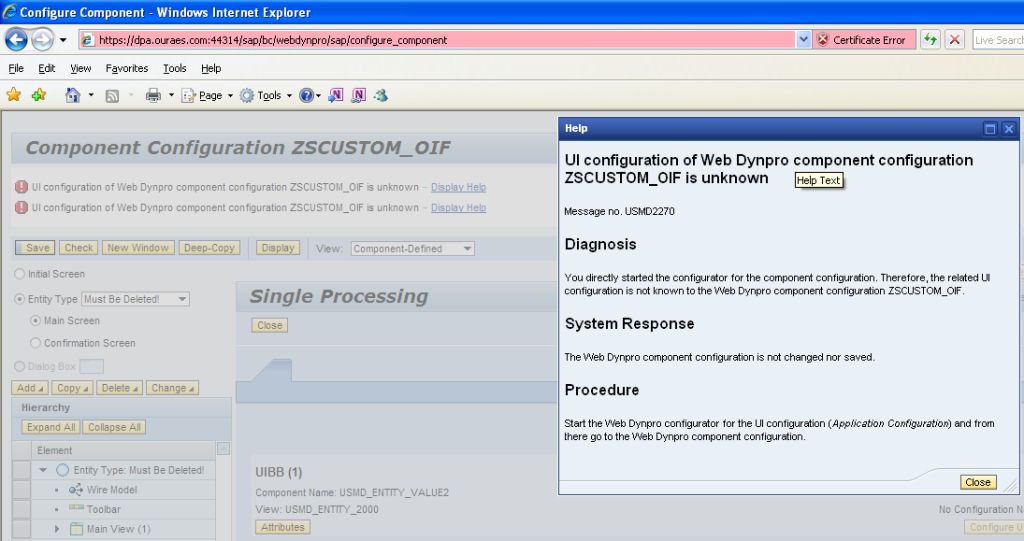 Configure Component - Windows Internet Explorer
https://dpa.ouraes.com:44314/sap/bc/webdynpro/sap/configure_component
Certificate Error
Live Search
File Edit View Favorites Tools Help
Page Tools
Component Configuration ZSCUSTOM_OIF
UI configuration of Web Dynpro component configuration ZSCUSTOM_OIF is unknown – Display Help
UI configuration of Web Dynpro component configuration ZSCUSTOM_OIF is unknown – Display Help
Save Check New Window Deep-Copy Display View: Component-Defined
Initial Screen
Entity Type Must Be Deleted!
Main Screen
Confirmation Screen
Dialog Box
Add Copy Delete Change
Hierarchy
Expand All Collapse All
Element
Entity Type: Must Be Deleted!
Wire Model
Toolbar
Main View (1)
Single Processing
Close
UIBB (1)
Component Name: USMD_ENTITY_VALUE2
View: USMD_ENTITY_2000
Attributes
No Configuration N
Configure U
Help
UI configuration of Web Dynpro component configuration
ZSCUSTOM_OIF is unknown
Help Text
Message no. USMD2270
Diagnosis
You directly started the configurator for the component configuration. Therefore, the related UI
configuration is not known to the Web Dynpro component configuration ZSCUSTOM_OIF.
System Response
The Web Dynpro component configuration is not changed nor saved.
Procedure
Start the Web Dynpro configurator for the UI configuration (Application Configuration) and from
there go to the Web Dynpro component configuration.
Close